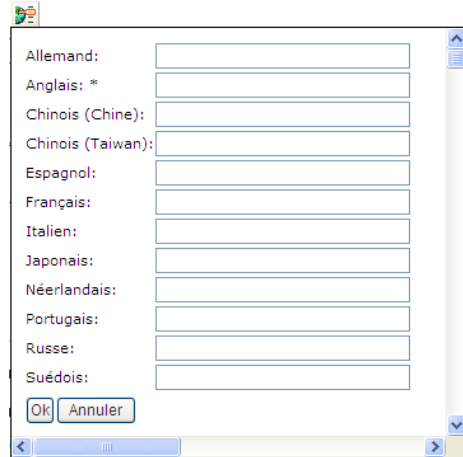 Allemand:
Anglais: *
Chinois (Chine):
Chinois (Taiwan):
Espagnol:
Français:
Italien:
Japonais:
Néerlandais:
Portugais:
Russe:
Suédois:
Ok Annuler